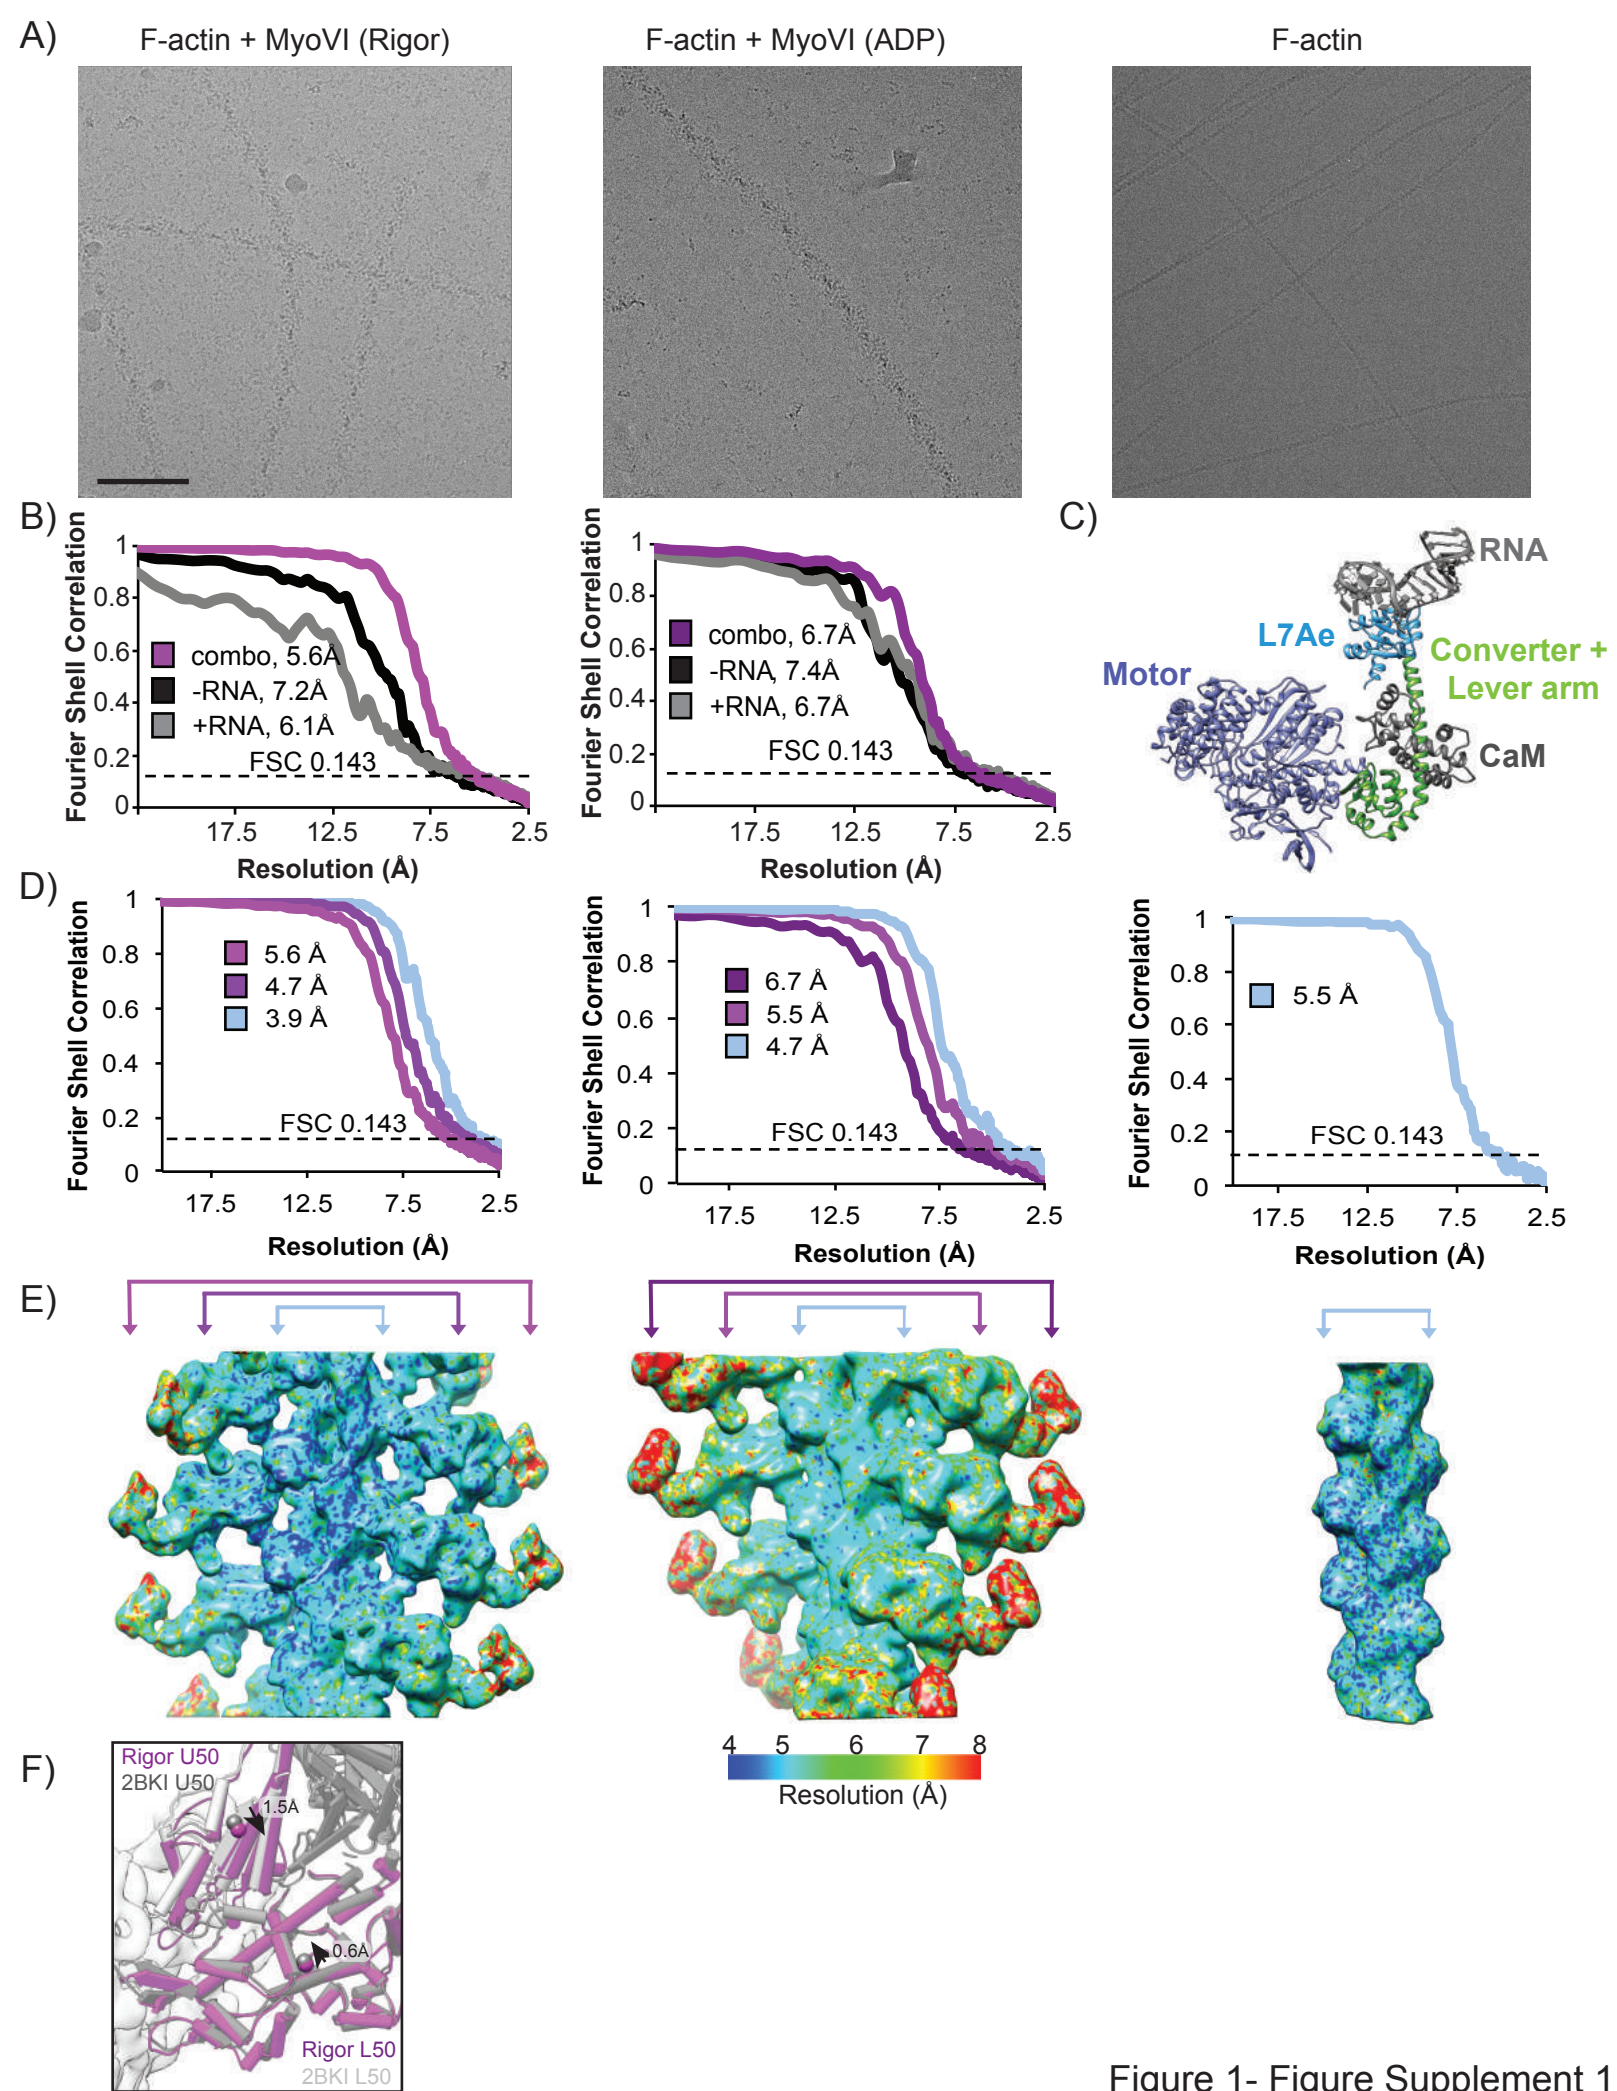 A)
F-actin + MyoVI (Rigor)
F-actin + MyoVI (ADP)
F-actin
B)
Fourier Shell Correlation
1
0.8
0.6
0.4
0.2
0
combo, 5.6Å
-RNA, 7.2Å
+RNA, 6.1Å
FSC 0.143
17.5 12.5 7.5 2.5
Resolution (Å)
Fourier Shell Correlation
1
0.8
0.6
0.4
0.2
0
combo, 6.7Å
-RNA, 7.4Å
+RNA, 6.7Å
FSC 0.143
17.5 12.5 7.5 2.5
Resolution (Å)
C)
RNA
L7Ae
Converter +
Lever arm
Motor
CaM
D)
Fourier Shell Correlation
1
0.8
0.6
0.4
0.2
0
5.6 Å
4.7 Å
3.9 Å
FSC 0.143
17.5 12.5 7.5 2.5
Resolution (Å)
Fourier Shell Correlation
1
0.8
0.6
0.4
0.2
0
6.7 Å
5.5 Å
4.7 Å
FSC 0.143
17.5 12.5 7.5 2.5
Resolution (Å)
Fourier Shell Correlation
1
0.8
0.6
0.4
0.2
0
5.5 Å
FSC 0.143
17.5 12.5 7.5 2.5
Resolution (Å)
E)
4 5 6 7 8
Resolution (Å)
F)
Rigor U50
2BKI U50
1.5Å
0.6Å
Rigor L50
2BKI L50
Figure 1- Figure Supplement 1